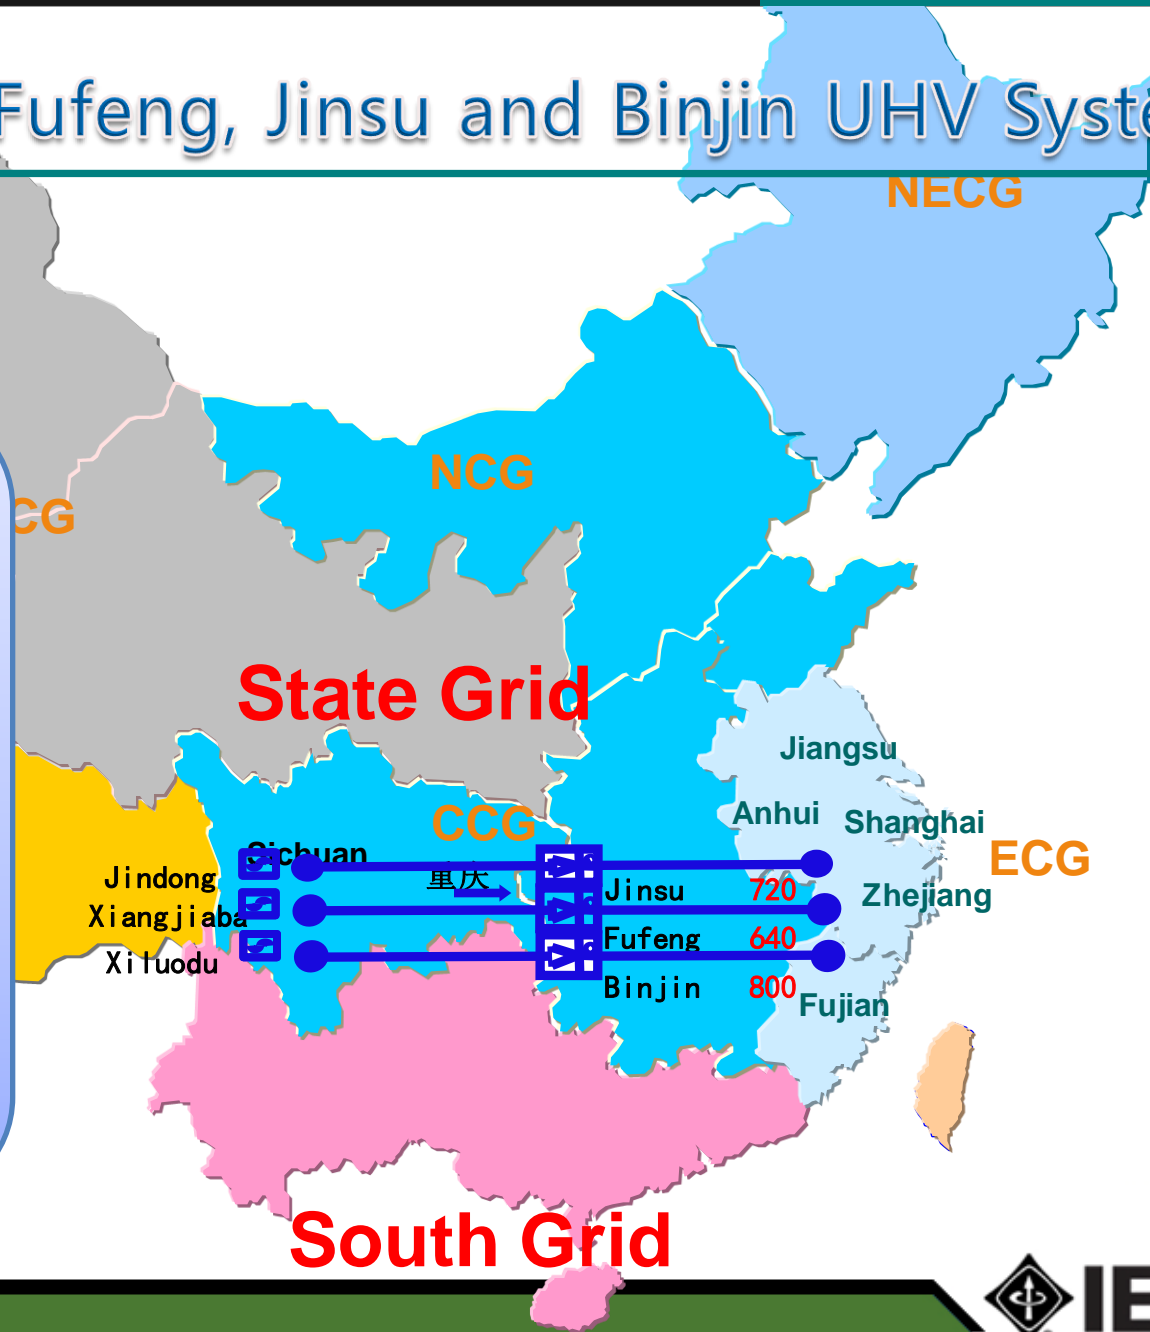 Fufeng, Jinsu and Binjin UHV Syste
NECG
NCG
CG
State Grid
Jiangsu
Anhui
Shanghai
CCG
ECG
Sichuan
重庆
Jindong
Jinsu 720
Zhejiang
Xiangjiaba
Fufeng 640
Xiluodu
Binjin 800
Fujian
South Grid
IE